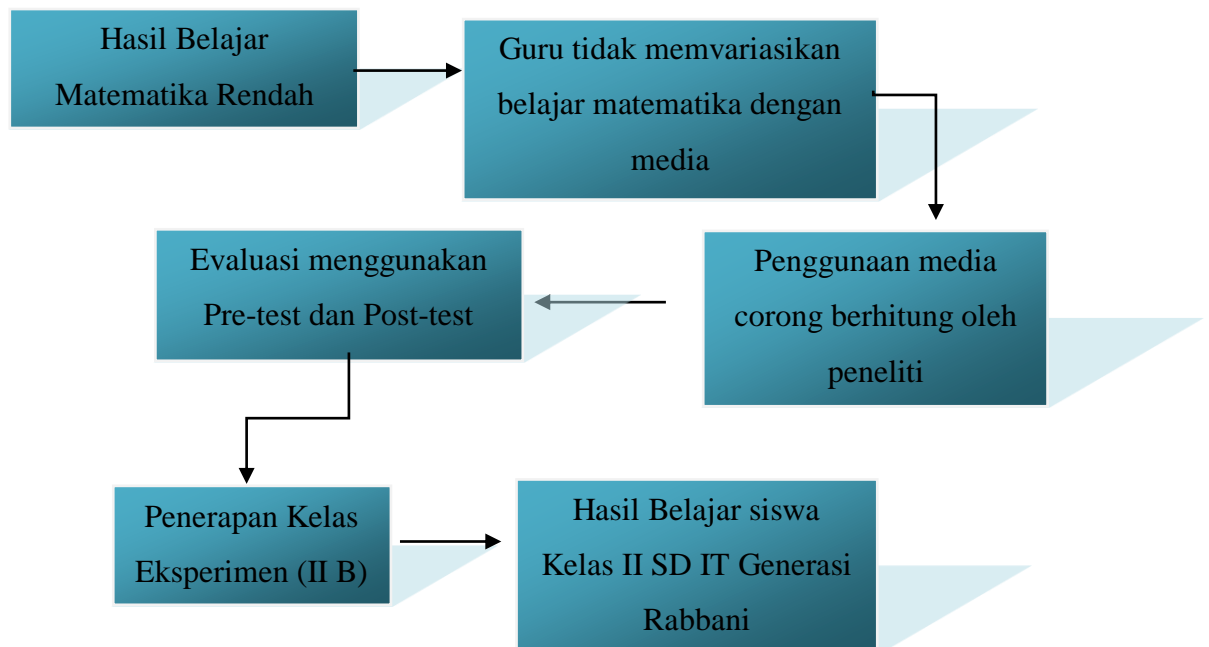 Hasil Belajar
Matematika Rendah
Guru tidak memvariasikan
belajar matematika dengan
media
Penggunaan media
corong berhitung oleh
peneliti
Evaluasi menggunakan
Pre-test dan Post-test
Penerapan Kelas
Eksperimen (II B)
Hasil Belajar siswa
Kelas II SD IT Generasi
Rabbani